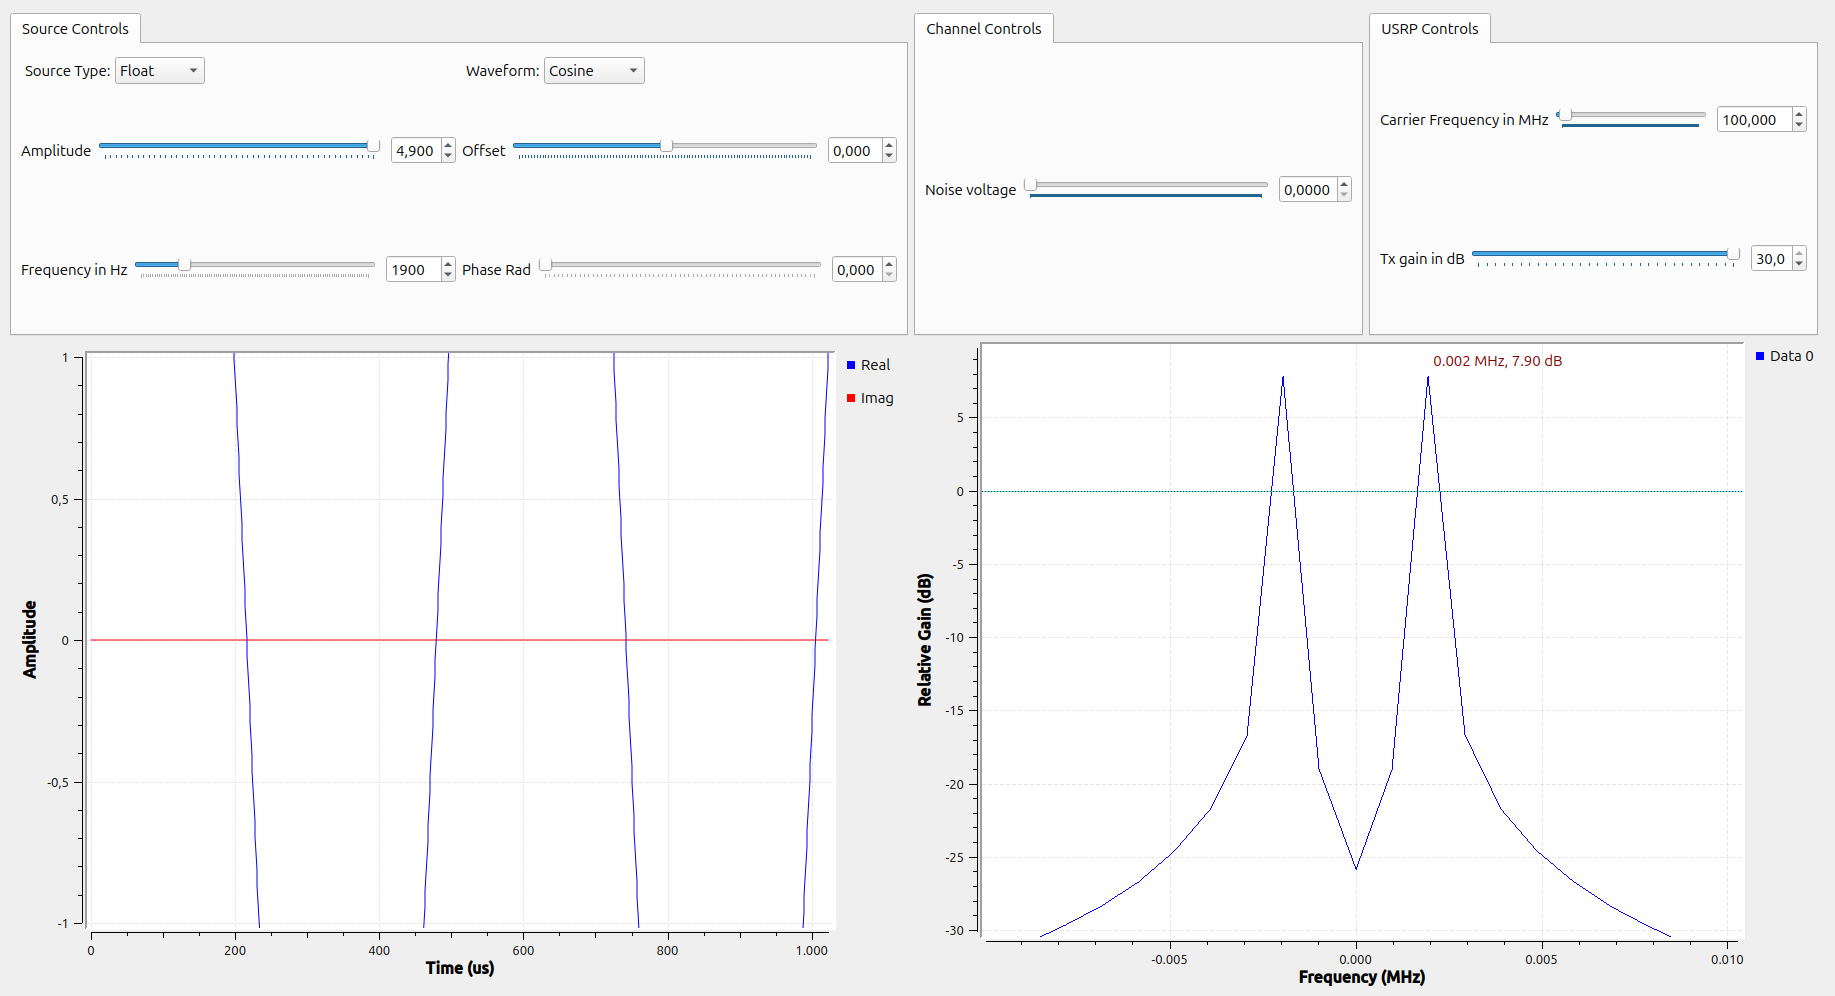 Source Controls
Source Type: Float
Waveform: Cosine
Amplitude 4,900
Offset 0,000
Frequency in Hz 1900
Phase Rad 0,000
Channel Controls
Noise voltage 0,0000
USRP Controls
Carrier Frequency in MHz 100,000
Tx gain in dB 30,0
1
0,5
0
-0,5
-1
Amplitude
0 200 400 600 800 1.000
Time (us)
Real
Imag
0.002 MHz, 7.90 dB
5
0
-5
-10
-15
-20
-25
-30
Relative Gain (dB)
-0.005 0.000 0.005 0.010
Frequency (MHz)
Data 0